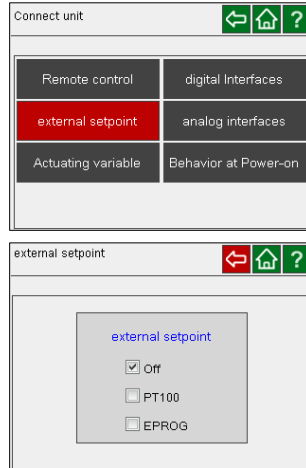 Connect unit
?
Remote control
digital Interfaces
external setpoint
analog interfaces
Actuating variable
Behavior at Power-on
external setpoint
?
external setpoint
Off
PT100
EPROG